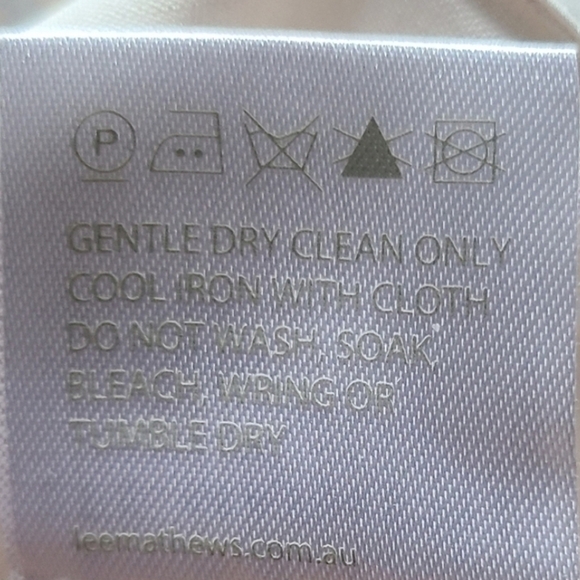 P
GENTLE DRY CLEAN ONLY
COOL IRON WITH CLOTH
DO NOT WASH, SOAK,
BLEACH, WRING OR
TUMBLE DRY
leemathews.com.au